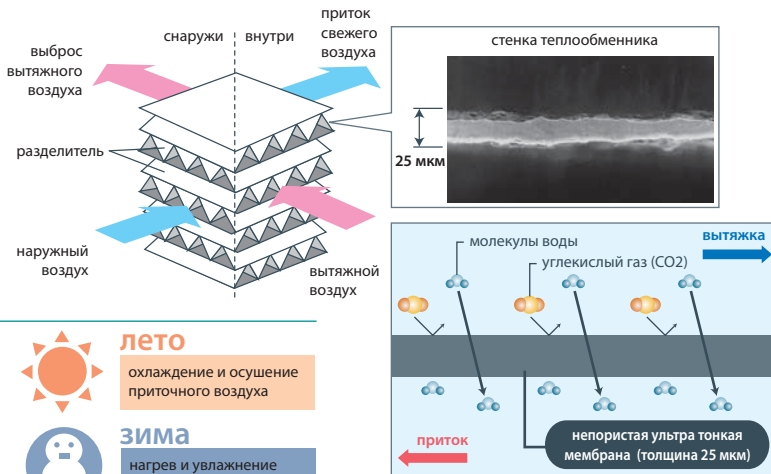 снаружи
внутри
приток
свежего
воздуха
выброс
вытяжного
воздуха
разделитель
наружный
воздух
вытяжной
воздух
стенка теплообменника
25 мкм
молекулы воды
углекислый газ (CO2)
вытяжка
приток
непористая ультра тонкая
мембрана (толщина 25 мкм)
лето
охлаждение и осушение
приточного воздуха
зима
нагрев и увлажнение